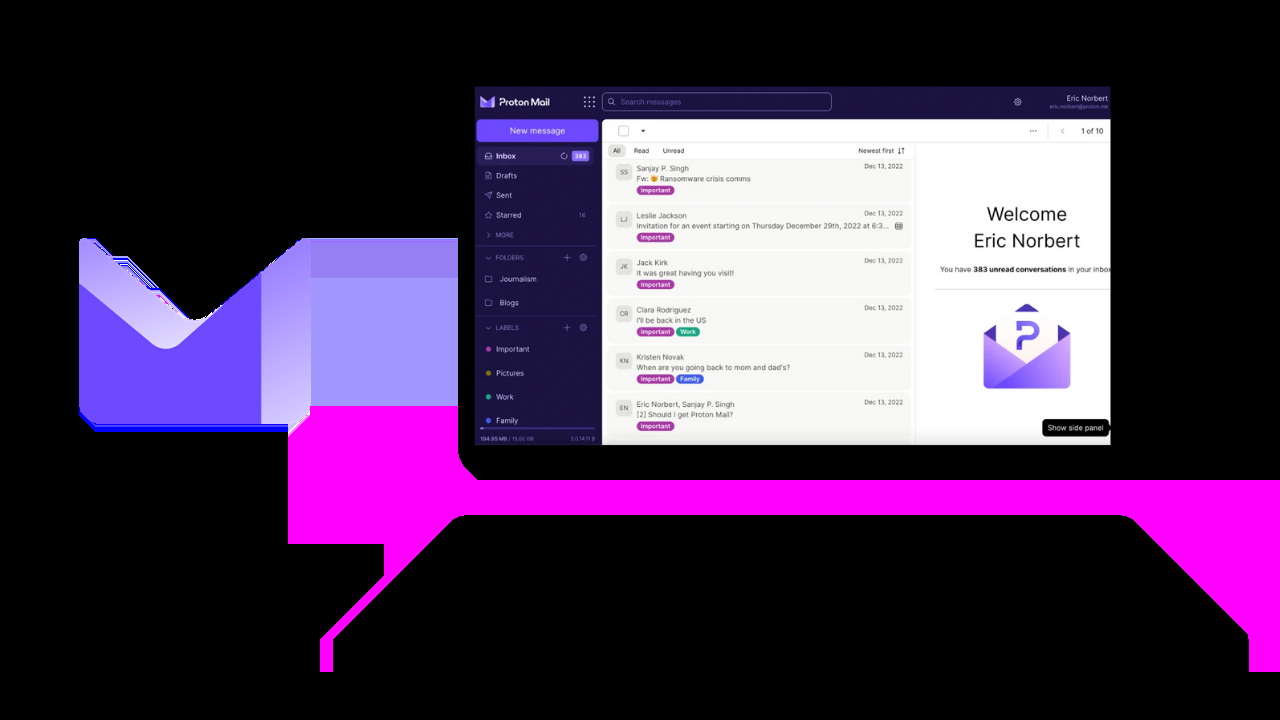 Proton Mail
Search messages
Eric Norbert
eric.norbert@proton.me
New message
1 of 10
Inbox 383
Drafts
Sent
Starred 16
MORE
FOLDERS
Journalism
Blogs
LABELS
Important
Pictures
Work
Family
194.95 MB / 15.00 GB
All Read Unread Newest first
SS Sanjay P. Singh Dec 13, 2022
Fw: 😼 Ransomware crisis comms
Important
LJ Leslie Jackson Dec 13, 2022
Invitation for an event starting on Thursday December 29th, 2022 at 6:3...
Important
JK Jack Kirk Dec 13, 2022
It was great having you visit!
Important
CR Clara Rodriguez Dec 13, 2022
I'll be back in the US
Important Work
KN Kristen Novak Dec 13, 2022
When are you going back to mom and dad's?
Important Family
EN Eric Norbert, Sanjay P. Singh Dec 13, 2022
[2] Should I get Proton Mail?
Important
Welcome
Eric Norbert
You have 383 unread conversations in your inbox
Show side panel